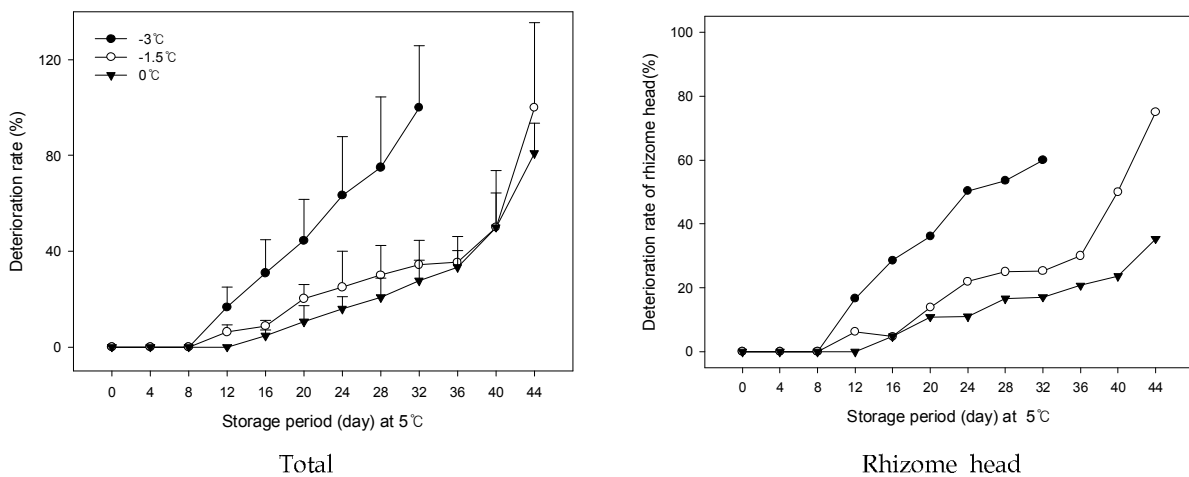 -3℃
-1.5℃
0℃
Deterioration rate (%)
120
80
40
0
0 4 8 12 16 20 24 28 32 36 40 44
Storage period (day) at 5℃
Total
Deterioration rate of rhizome head(%)
100
80
60
40
20
0
0 4 8 12 16 20 24 28 32 36 40 44
Storage period (day) at 5℃
Rhizome head